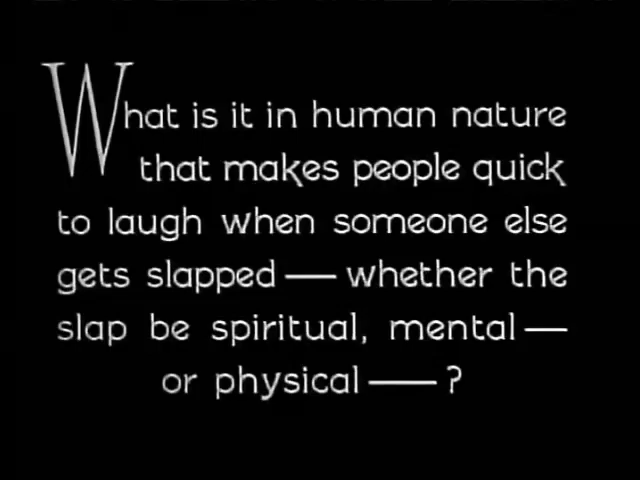 What is it in human nature
that makes people quick
to laugh when someone else
gets slapped — whether the
slap be spiritual, mental —
or physical — ?